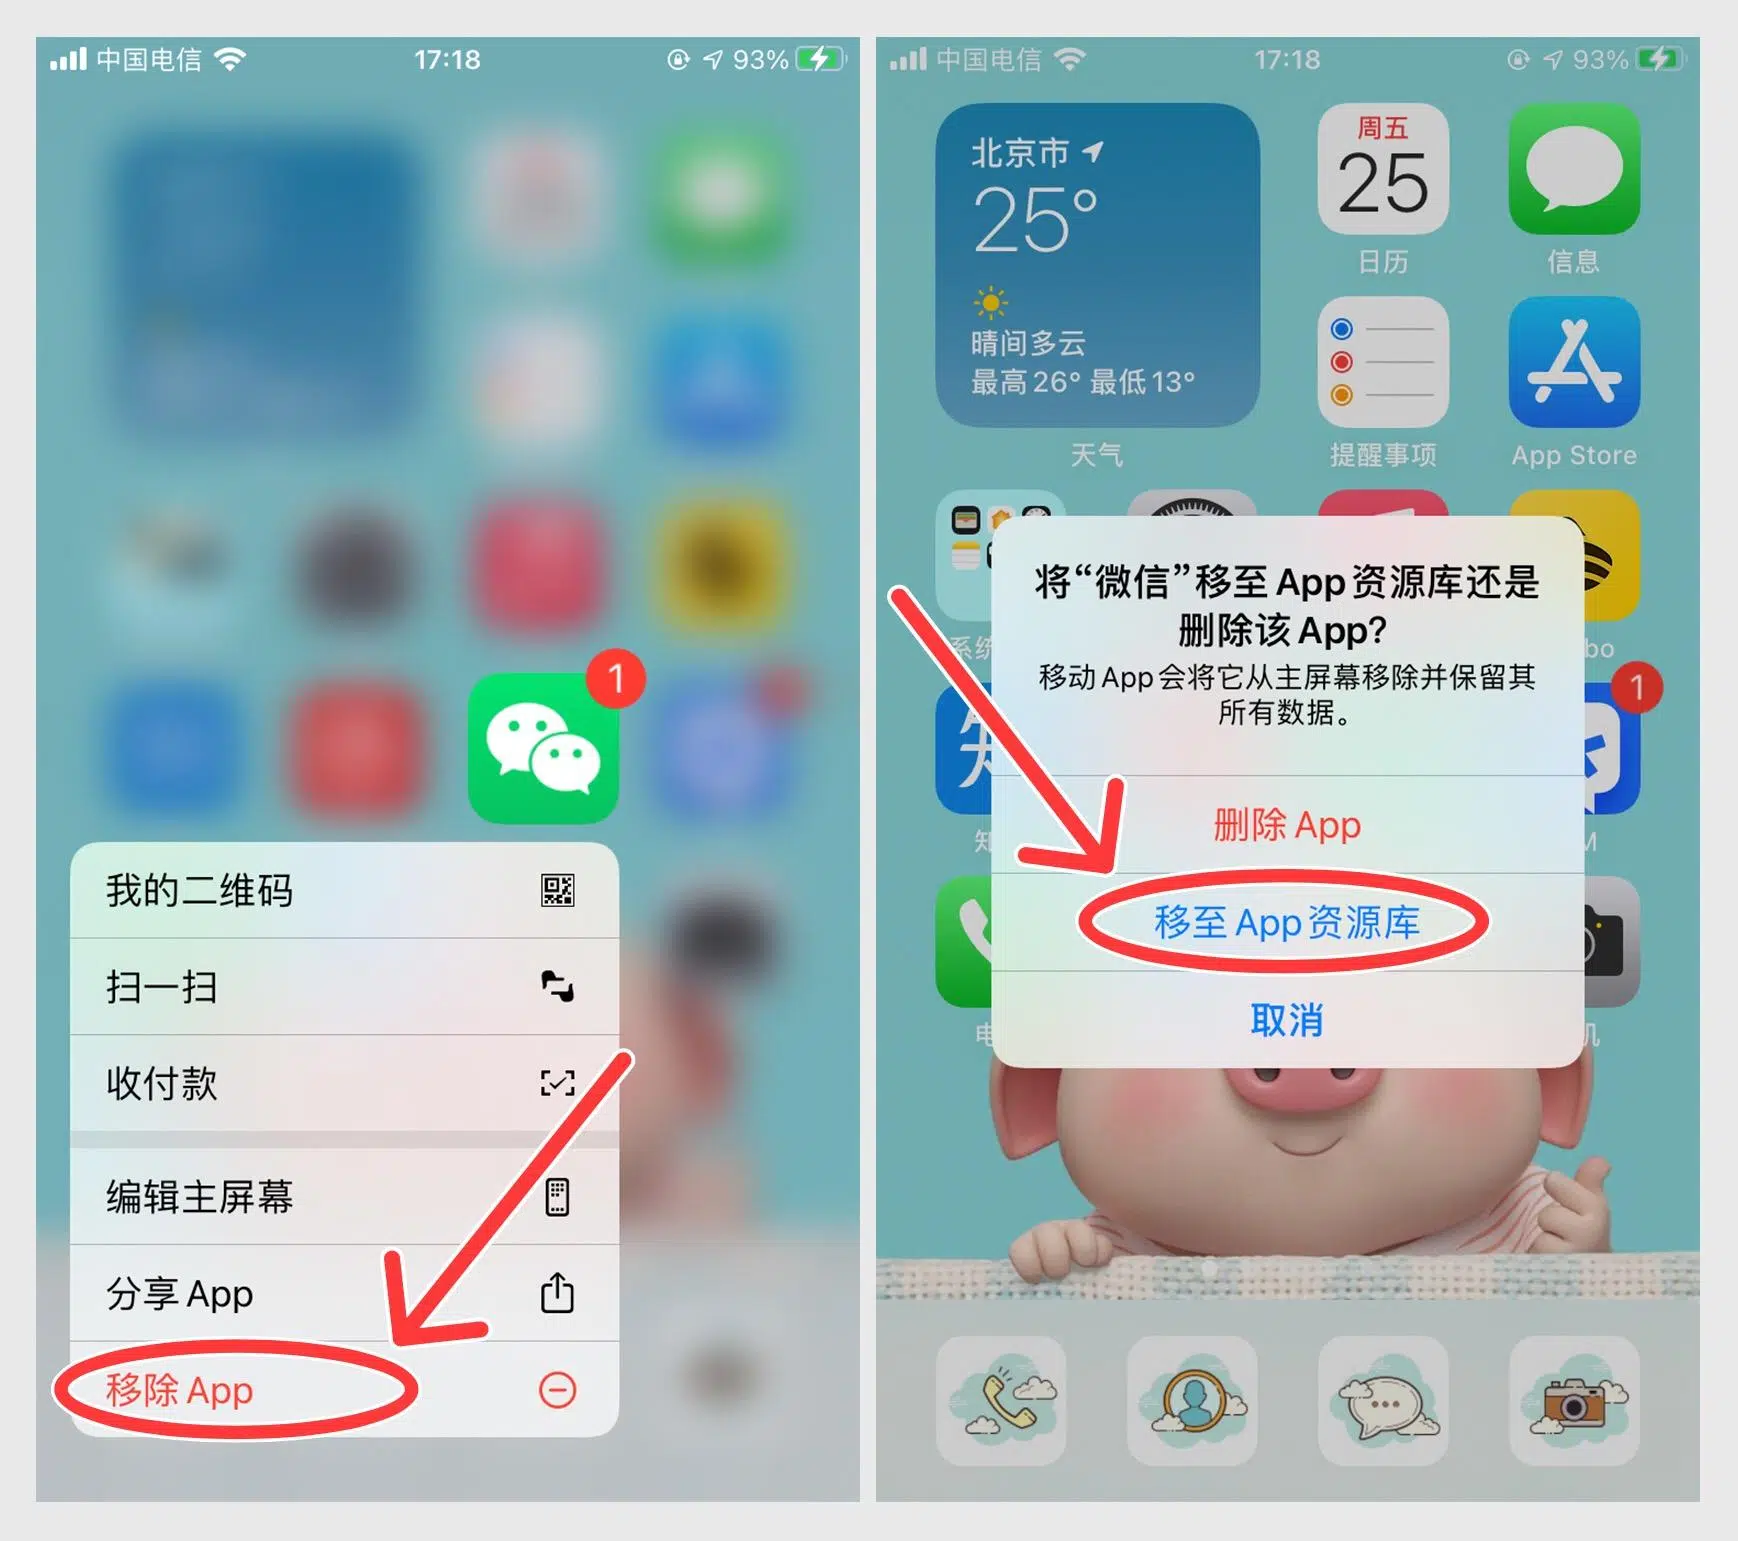 中国电信
17:18
93%
1
我的二维码
扫一扫
收付款
编辑主屏幕
分享 App
移除 App
中国电信
17:18
93%
北京市
25°
晴间多云
最高26° 最低13°
天气
周五
25
日历
信息
提醒事项
App Store
将“微信”移至 App 资源库还是
删除该 App?
移动 App 会将它从主屏幕移除并保留其
所有数据。
删除 App
移至 App 资源库
取消
系统
bo
1
知
M